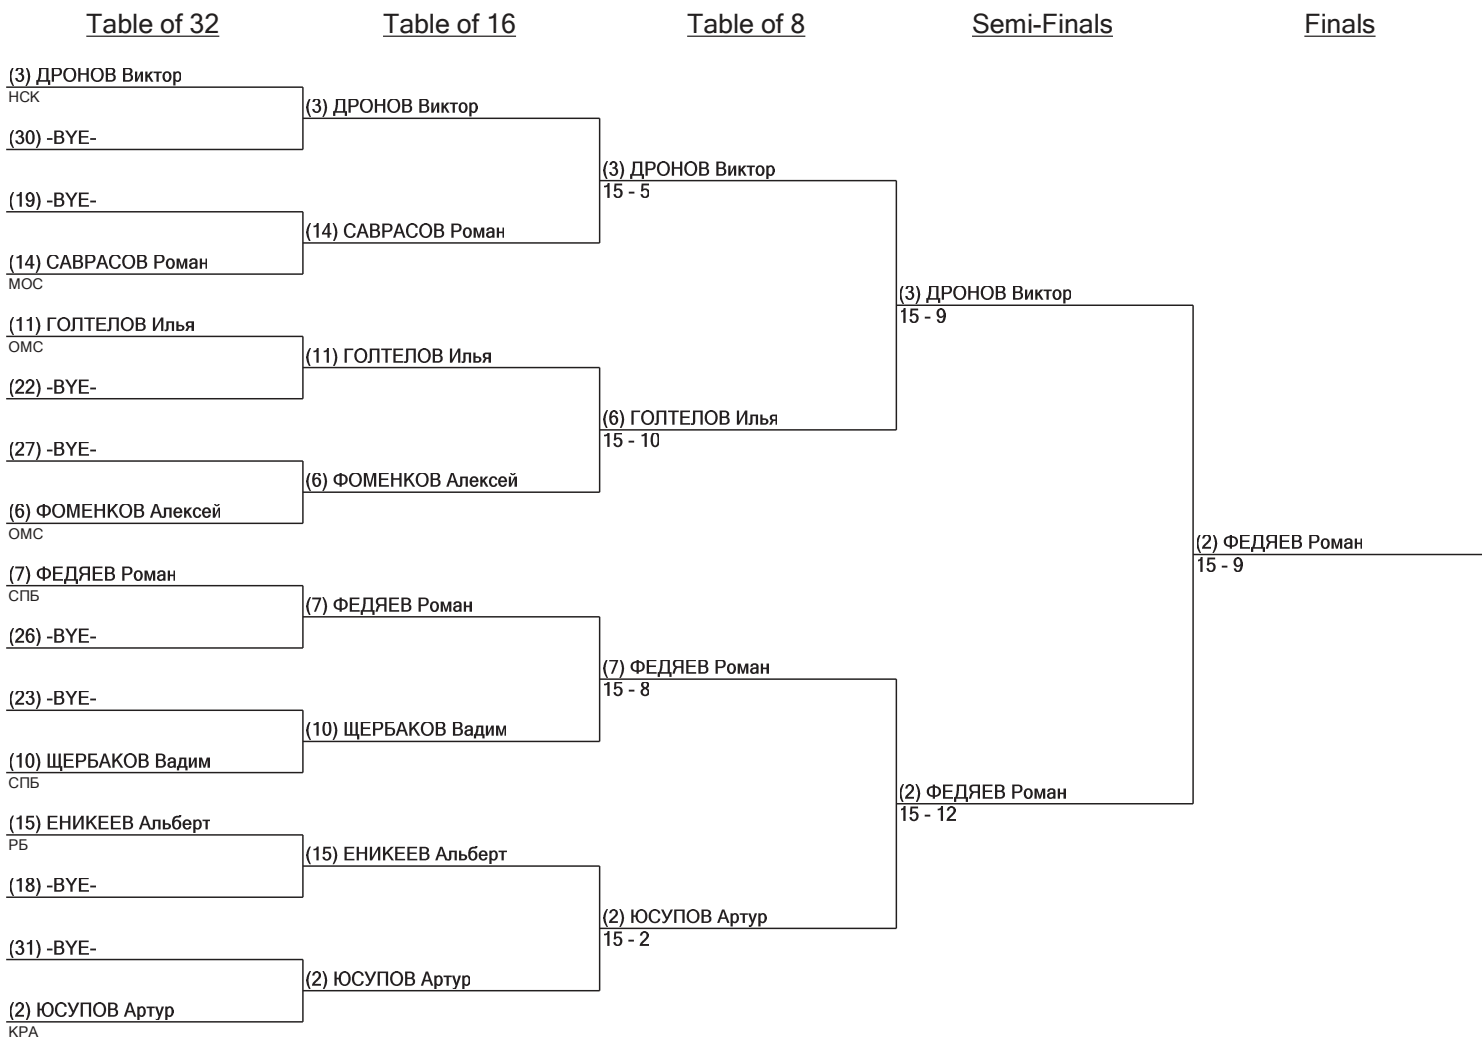 Table of 32
Table of 16
Table of 8
Semi-Finals
Finals
(3) ДРОНОВ Виктор
НСК
(30) -BYE-
(19) -BYE-
(14) САВРАСОВ Роман
МОС
(11) ГОЛТЕЛОВ Илья
ОМС
(22) -BYE-
(27) -BYE-
(6) ФОМЕНКОВ Алексей
ОМС
(7) ФЕДЯЕВ Роман
СПБ
(26) -BYE-
(23) -BYE-
(10) ЩЕРБАКОВ Вадим
СПБ
(15) ЕНИКЕЕВ Альберт
РБ
(18) -BYE-
(31) -BYE-
(2) ЮСУПОВ Артур
КРА
(3) ДРОНОВ Виктор
(14) САВРАСОВ Роман
(11) ГОЛТЕЛОВ Илья
(6) ФОМЕНКОВ Алексей
(7) ФЕДЯЕВ Роман
(10) ЩЕРБАКОВ Вадим
(15) ЕНИКЕЕВ Альберт
(2) ЮСУПОВ Артур
(3) ДРОНОВ Виктор
15 - 5
(6) ГОЛТЕЛОВ Илья
15 - 10
(7) ФЕДЯЕВ Роман
15 - 8
(2) ЮСУПОВ Артур
15 - 2
(3) ДРОНОВ Виктор
15 - 9
(2) ФЕДЯЕВ Роман
15 - 12
(2) ФЕДЯЕВ Роман
15 - 9